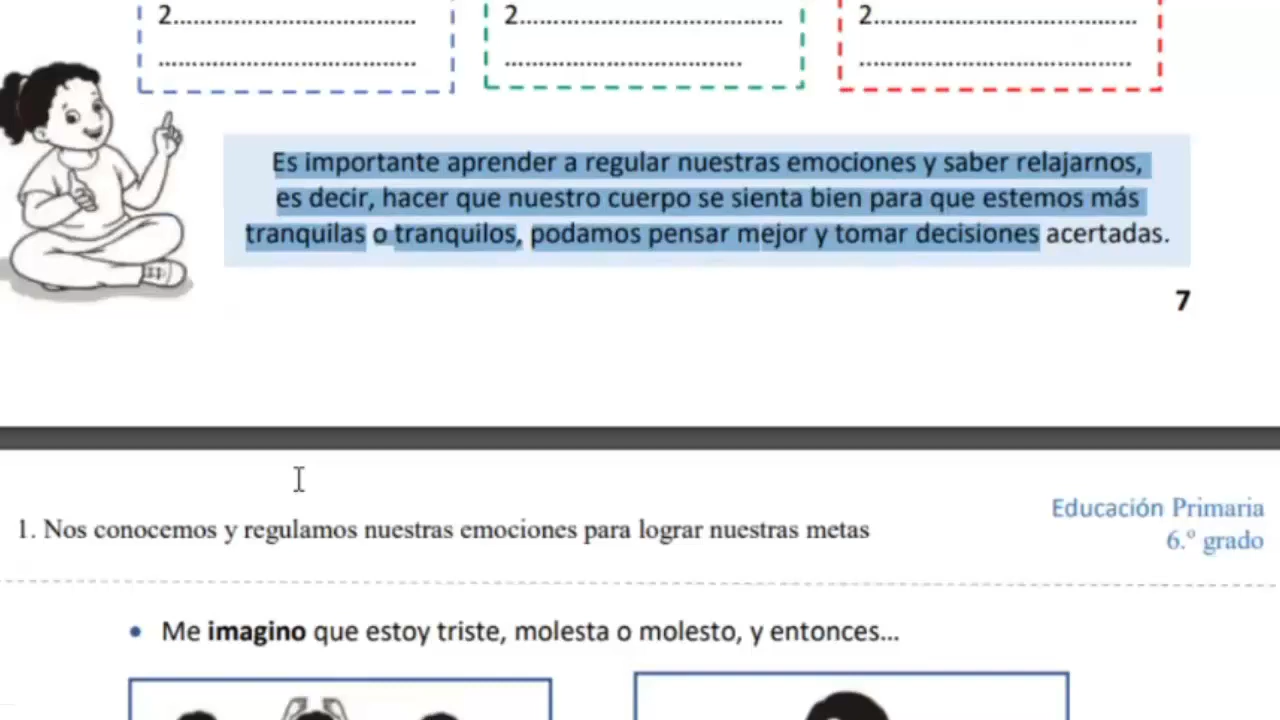 2......................................... 2............................................ 2............................................
........................................... ........................................ .............................................
Es importante aprender a regular nuestras emociones y saber relajarnos,
es decir, hacer que nuestro cuerpo se sienta bien para que estemos más
tranquilas o tranquilos, podamos pensar mejor y tomar decisiones acertadas.
7
Educación Primaria
1. Nos conocemos y regulamos nuestras emociones para lograr nuestras metas
6.º grado
• Me imagino que estoy triste, molesta o molesto, y entonces...